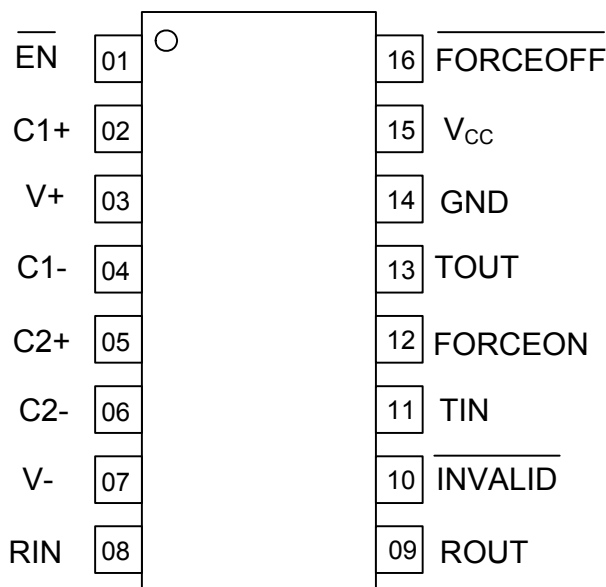 EN 01 16 FORCEOFF
C1+ 02 15 VCC
V+ 03 14 GND
C1- 04 13 TOUT
C2+ 05 12 FORCEON
C2- 06 11 TIN
V- 07 10 INVALID
RIN 08 09 ROUT